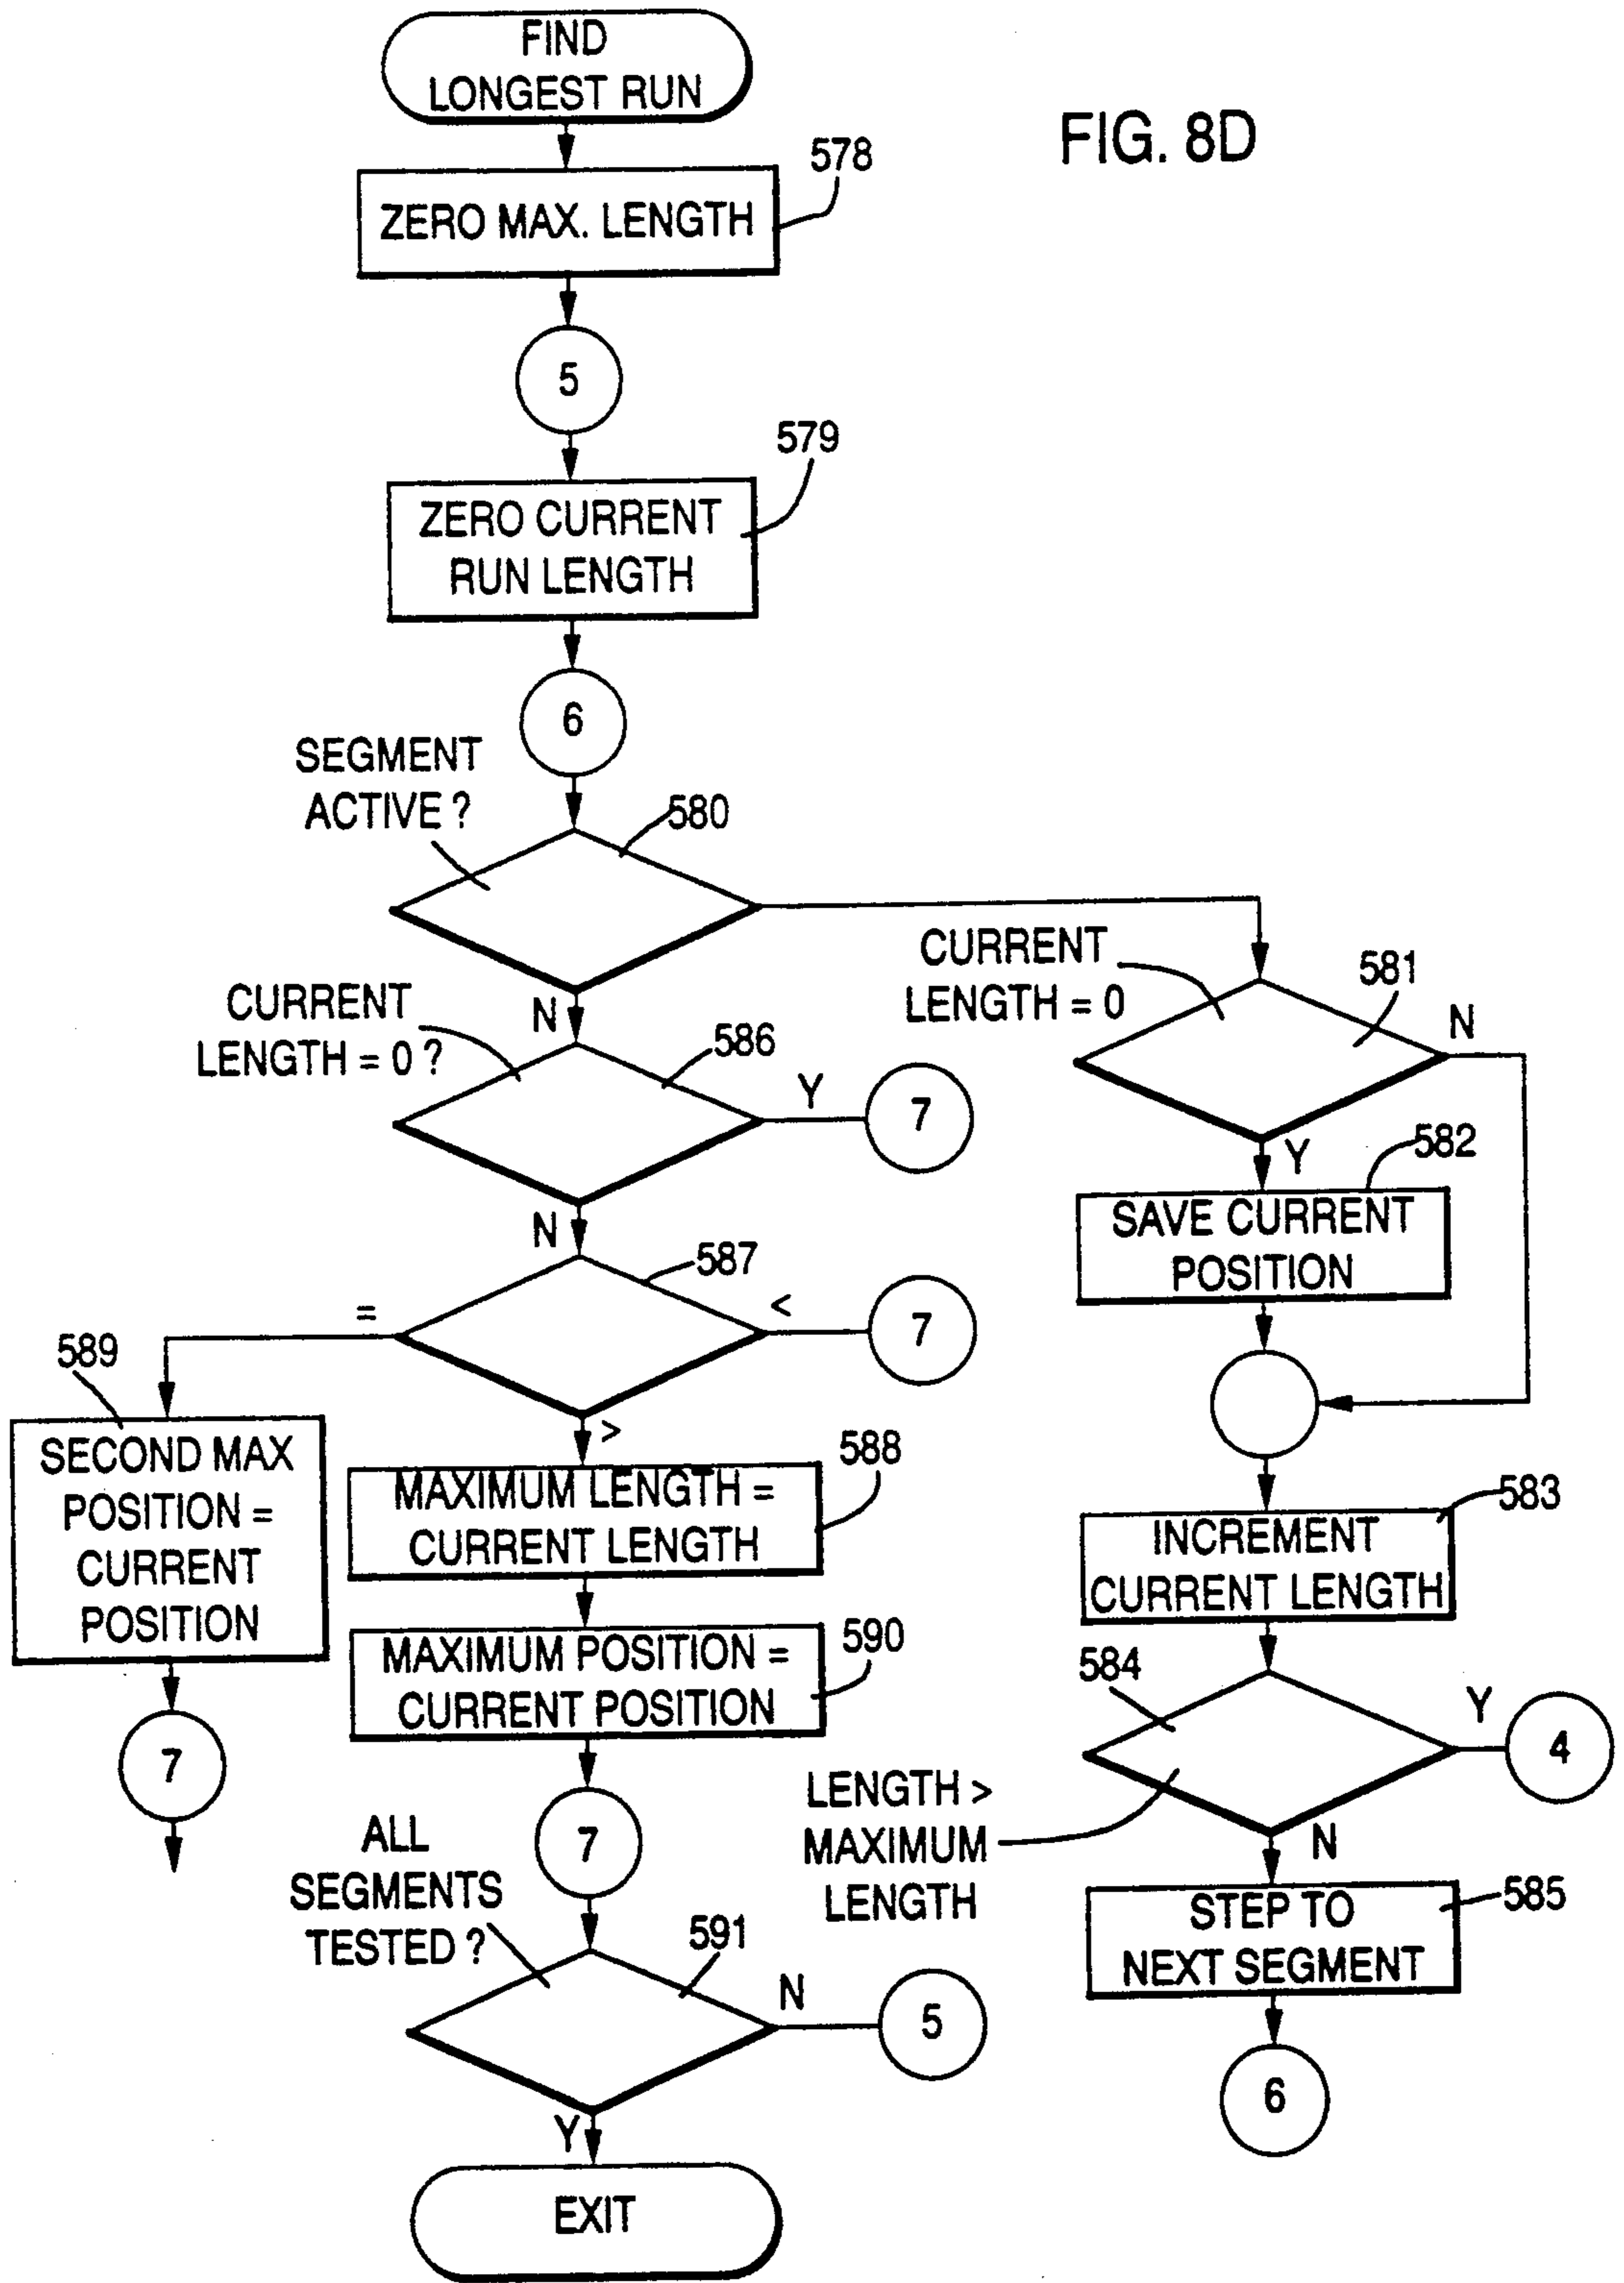 FIND
LONGEST RUN
FIG. 8D
578
ZERO MAX. LENGTH
5
579
ZERO CURRENT
RUN LENGTH
6
SEGMENT
ACTIVE ?
580
CURRENT
LENGTH = 0
581
N
CURRENT
LENGTH = 0 ?
N
586
Y
7
Y
582
SAVE CURRENT
POSITION
N
587
=
<
7
589
SECOND MAX
POSITION =
CURRENT
POSITION
7
>
588
MAXIMUM LENGTH =
CURRENT LENGTH
590
MAXIMUM POSITION =
CURRENT POSITION
7
583
INCREMENT
CURRENT LENGTH
584
Y
4
LENGTH >
MAXIMUM
LENGTH
N
585
STEP TO
NEXT SEGMENT
6
ALL
SEGMENTS
TESTED ?
591
N
5
Y
EXIT